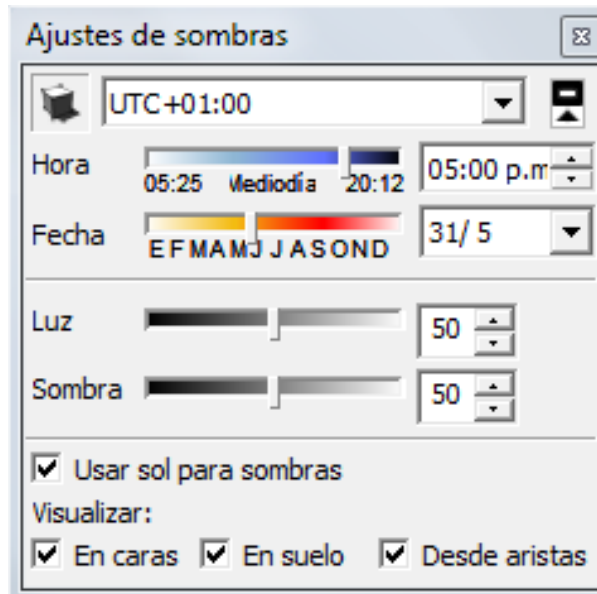 Ajustes de sombras
UTC+01:00
Hora 05:00 p.m
05:25 Mediodía 20:12
Fecha 31/ 5
E F M A M J J A S O N D
Luz 50
Sombra 50
Usar sol para sombras
Visualizar:
En caras En suelo Desde aristas